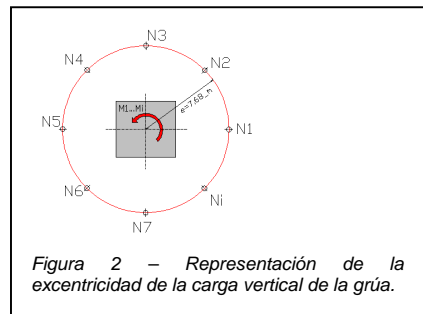 N3
N4
N2
M1...Mi
e=7.68_m
N5
N1
N6
Ni
N7
Figura 2 – Representación de la
excentricidad de la carga vertical de la grúa.